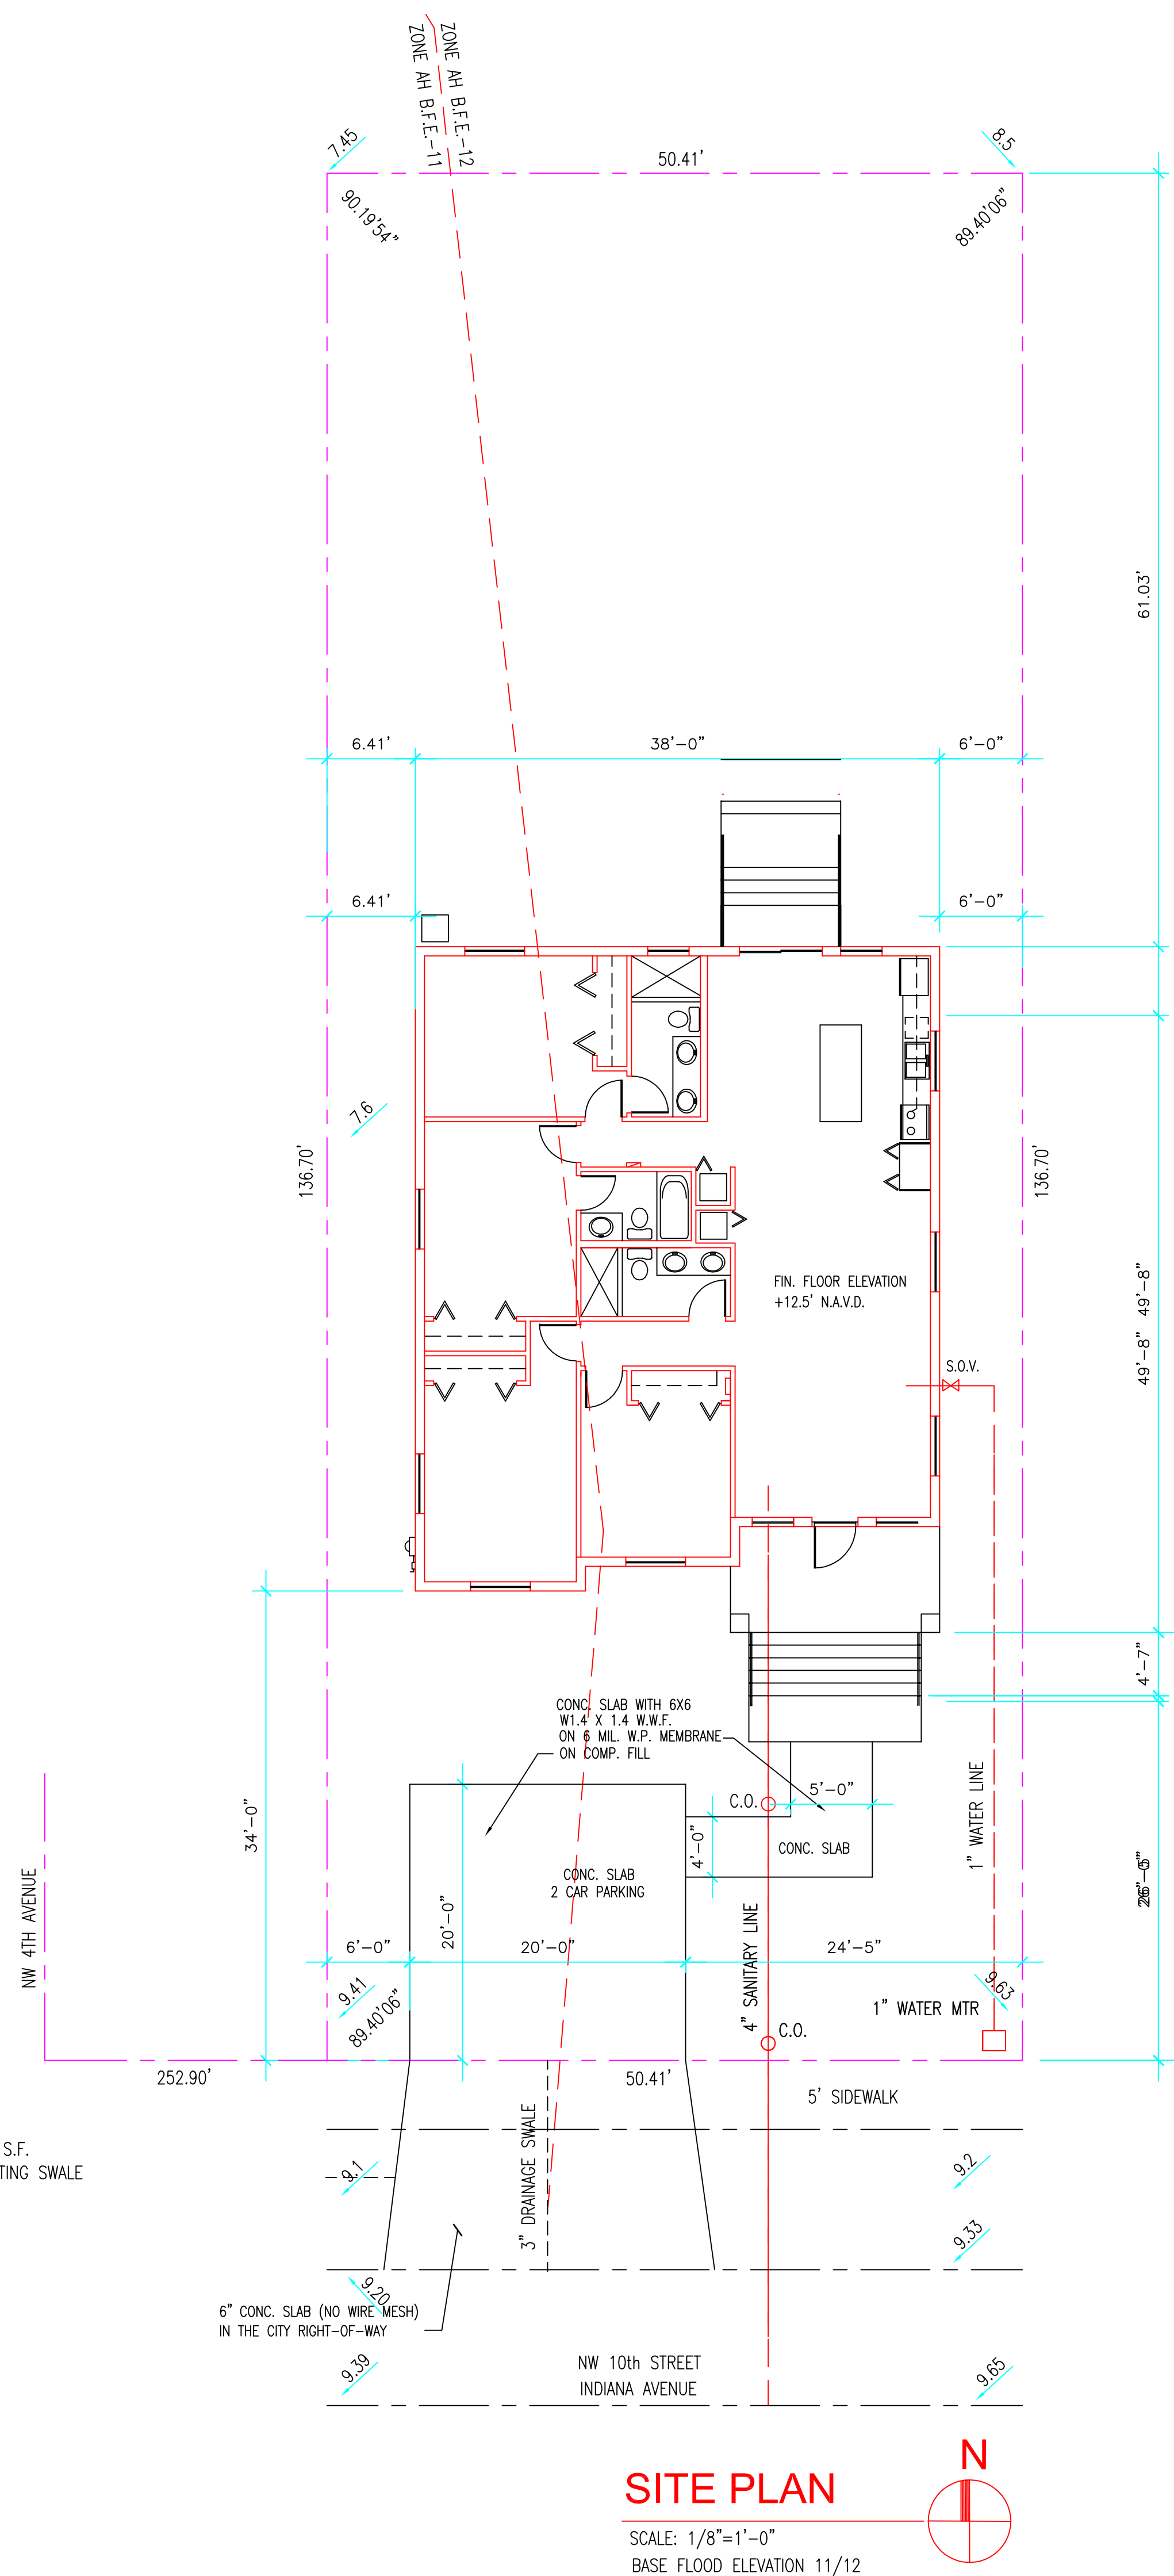 ZONE AH B.F.E.-12
ZONE AH B.F.E.-11
7.45
50.41'
8.5
90.19'54"
89.40'06"
61.03'
6.41'
38'-0"
6'-0"
6.41'
6'-0"
7.6
136.70'
136.70'
FIN. FLOOR ELEVATION
+12.5' N.A.V.D.
49'-8"
49'-8"
S.O.V.
4'-7"
CONC. SLAB WITH 6X6
W1.4 X 1.4 W.W.F.
ON 6 MIL. W.P. MEMBRANE
ON COMP. FILL
C.O.
5'-0"
34'-0"
4'-0"
CONC. SLAB
1" WATER LINE
CONC. SLAB
2 CAR PARKING
NW 4TH AVENUE
20'-0"
6'-0"
20'-0"
24'-5"
4" SANITARY LINE
9.41
89.40'06"
9.63
1" WATER MTR
C.O.
252.90'
50.41'
5' SIDEWALK
S.F.
TING SWALE
9.1
3" DRAINAGE SWALE
9.2
9.33
9.20
6" CONC. SLAB (NO WIRE MESH)
IN THE CITY RIGHT-OF-WAY
9.39
NW 10th STREET
INDIANA AVENUE
9.65
N
SITE PLAN
SCALE: 1/8"=1'-0"
BASE FLOOD ELEVATION 11/12